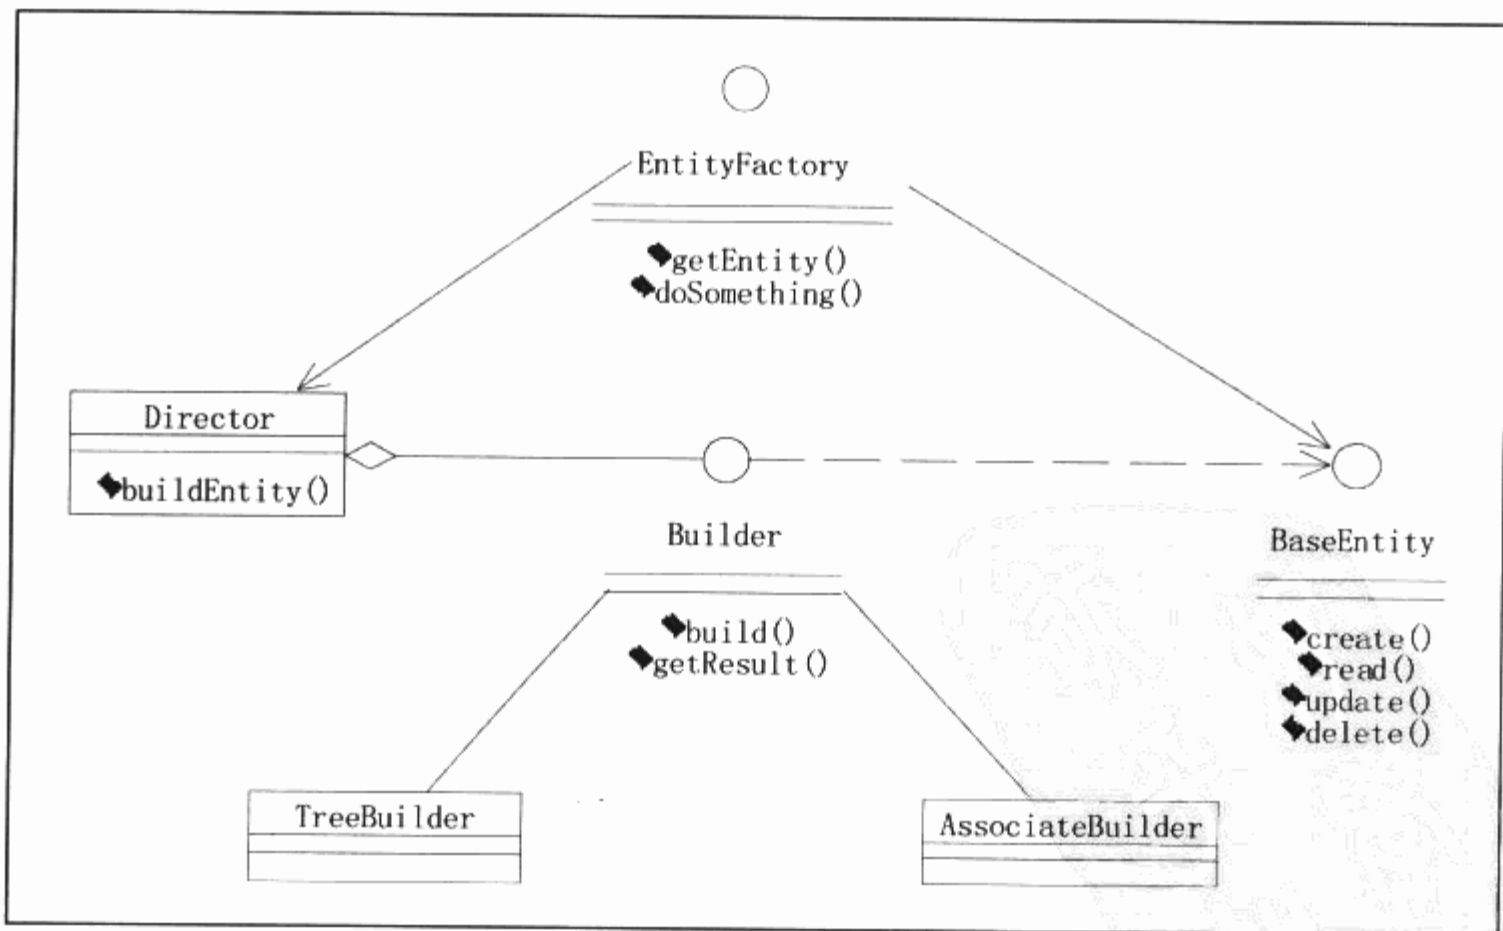 EntityFactory
getEntity()
doSomething()
Director
buildEntity()
Builder
build()
getResult()
BaseEntity
create()
read()
update()
delete()
TreeBuilder
AssociateBuilder